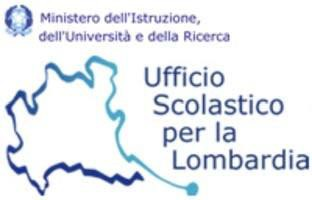 Ministero dell'Istruzione,
dell'Università e della Ricerca
Ufficio
Scolastico
per la
Lombardia